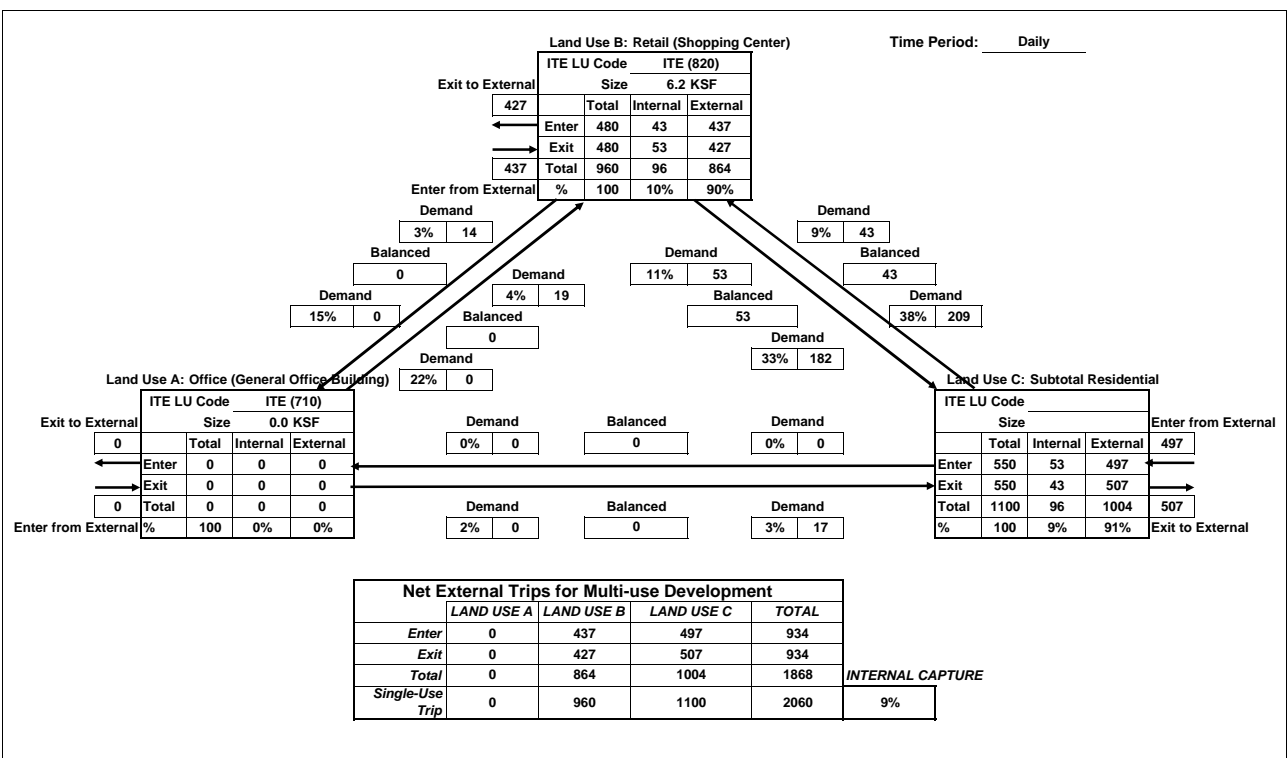 Land Use B: Retail (Shopping Center) Time Period: Daily
ITE LU Code ITE (820)
Exit to External Size 6.2 KSF
427 Total Internal External
Enter 480 43 437
Exit 480 53 427
437 Total 960 96 864
Enter from External % 100 10% 90%
Demand Demand
3% 14 9% 43
Balanced Demand Balanced
0 Demand 11% 53 43
Demand 4% 19 Balanced Demand
15% 0 Balanced 53 38% 209
0 Demand
Demand 33% 182
Land Use A: Office (General Office Building) 22% 0 Land Use C: Subtotal Residential
ITE LU Code ITE (710) ITE LU Code
Exit to External Size 0.0 KSF Demand Balanced Demand Size Enter from External
0 Total Internal External 0% 0 0 0% 0 Total Internal External 497
Enter 0 0 0 Enter 550 53 497
Exit 0 0 0 Exit 550 43 507
0 Total 0 0 0 Demand Balanced Demand Total 1100 96 1004 507
Enter from External % 100 0% 0% 2% 0 0 3% 17 % 100 9% 91% Exit to External
Net External Trips for Multi-use Development
LAND USE A LAND USE B LAND USE C TOTAL
Enter 0 437 497 934
Exit 0 427 507 934
Total 0 864 1004 1868 INTERNAL CAPTURE
Single-Use
Trip 0 960 1100 2060 9%